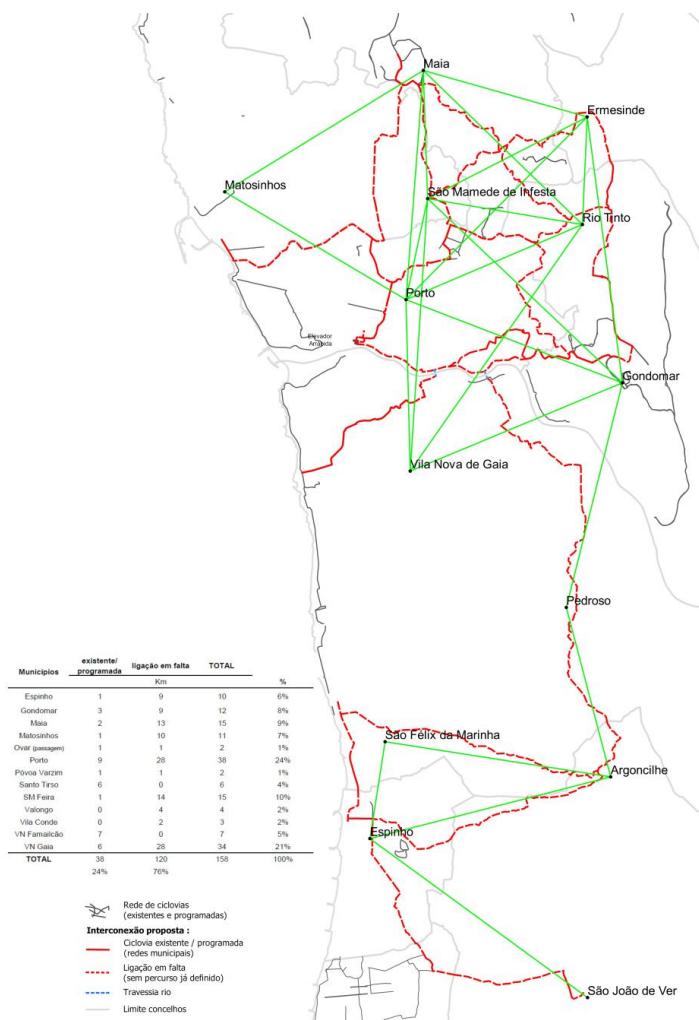 Maia
Ermesinde
Matosinhos
São Mamede de Infesta
Rio Tinto
Porto
Elevador
Arrábida
Gondomar
Vila Nova de Gaia
Pedroso
São Félix da Marinha
Argoncilhe
Espinho
São João de Ver
Municípios existente/programada ligação em falta TOTAL
Km %
Espinho 1 9 10 6%
Gondomar 3 9 12 8%
Maia 2 13 15 9%
Matosinhos 1 10 11 7%
Ovar (passagem) 1 1 2 1%
Porto 9 28 38 24%
Póvoa Varzim 1 1 2 1%
Santo Tirso 6 0 6 4%
SM Feira 1 14 15 10%
Valongo 0 4 4 2%
Vila Conde 0 2 3 2%
VN Famailcão 7 0 7 5%
VN Gaia 6 28 34 21%
TOTAL 38 120 158 100%
24% 76%
Rede de ciclovias
(existentes e programadas)
Interconexão proposta :
Ciclovia existente / programada
(redes municipais)
Ligação em falta
(sem percurso já definido)
Travessia rio
Limite concelhos